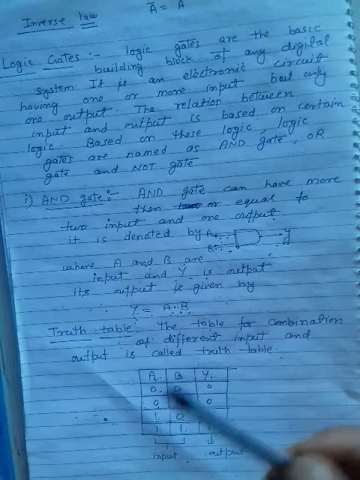 A̿ = A
Inverse law
Logic Gates :- logic gates are the basic
building block of any digital
system. It is an electronic circuit
having one or more input but only
one output. The relation between
input and output is based on certain
logic. Based on these logic, logic
gates are named as AND gate, OR
gate and NOT gate
i) AND gate :- AND gate can have more
then or equal to
two input and one output.
It is denoted by A B Y
where A and B are
input and Y is output
its output is given by
Y = A.B
Truth table. The table for combination
of different input and
output is called truth table.
A. B Y.
0. 0 0
0. 0
1. 0
1 1.
input output